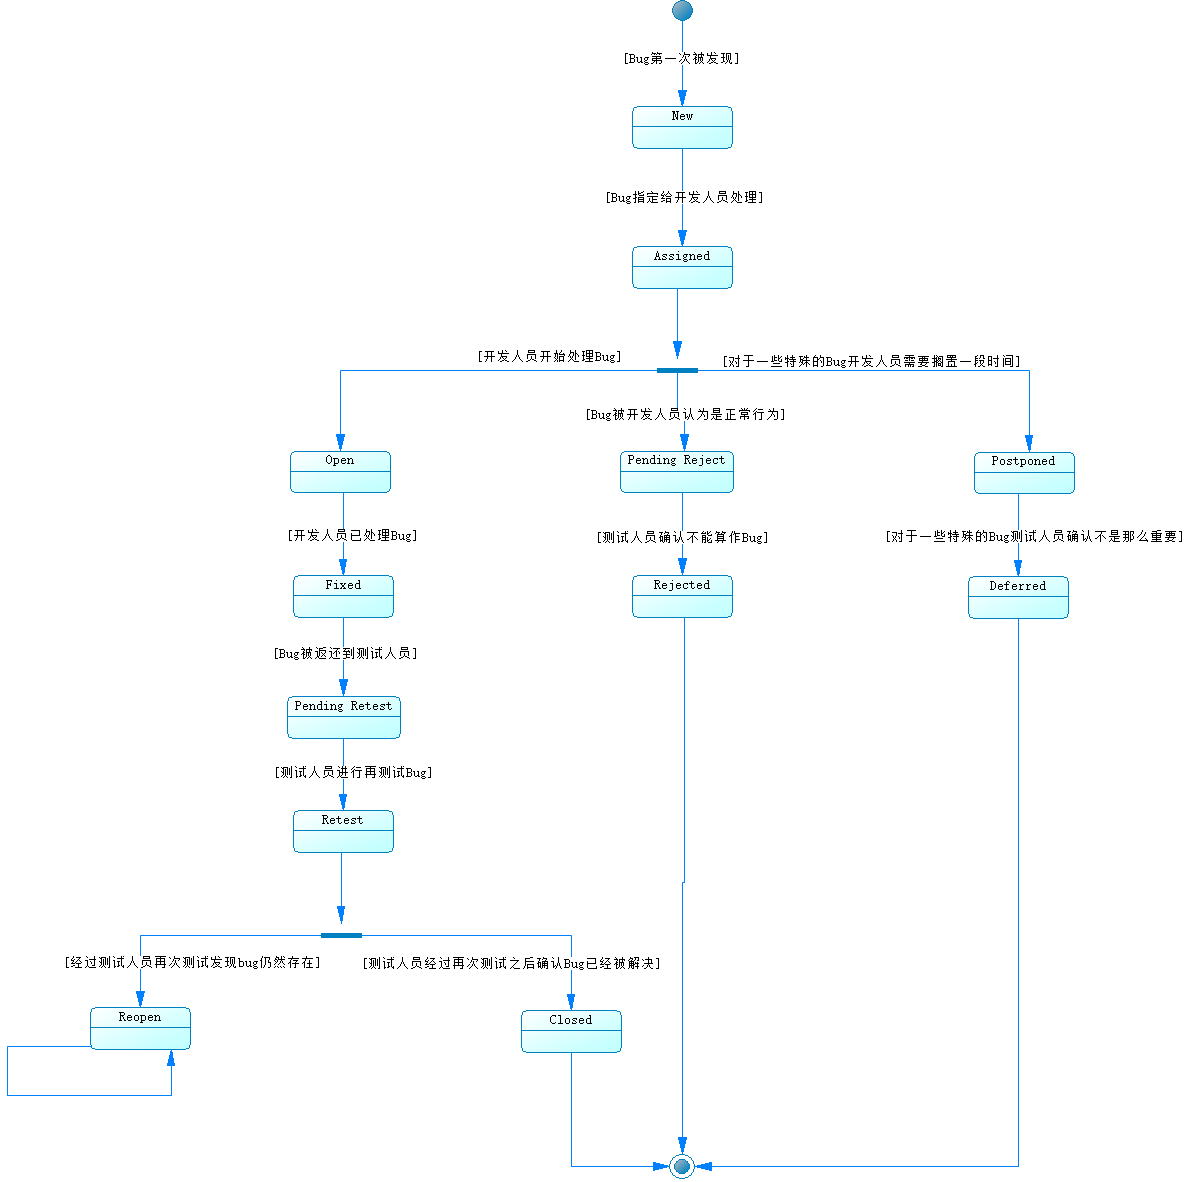 [Bug第一次被发现]
New
[Bug指定给开发人员处理]
Assigned
[开发人员开始处理Bug]
[对于一些特殊的Bug开发人员需要搁置一段时间]
[Bug被开发人员认为是正常行为]
Open
Pending Reject
Postponed
[开发人员已处理Bug]
[测试人员确认不能算作Bug]
[对于一些特殊的Bug测试人员确认不是那么重要]
Fixed
Rejected
Deferred
[Bug被返还到测试人员]
Pending Retest
[测试人员进行再测试Bug]
Retest
[经过测试人员再次测试发现bug仍然存在]
[测试人员经过再次测试之后确认Bug已经被解决]
Reopen
Closed